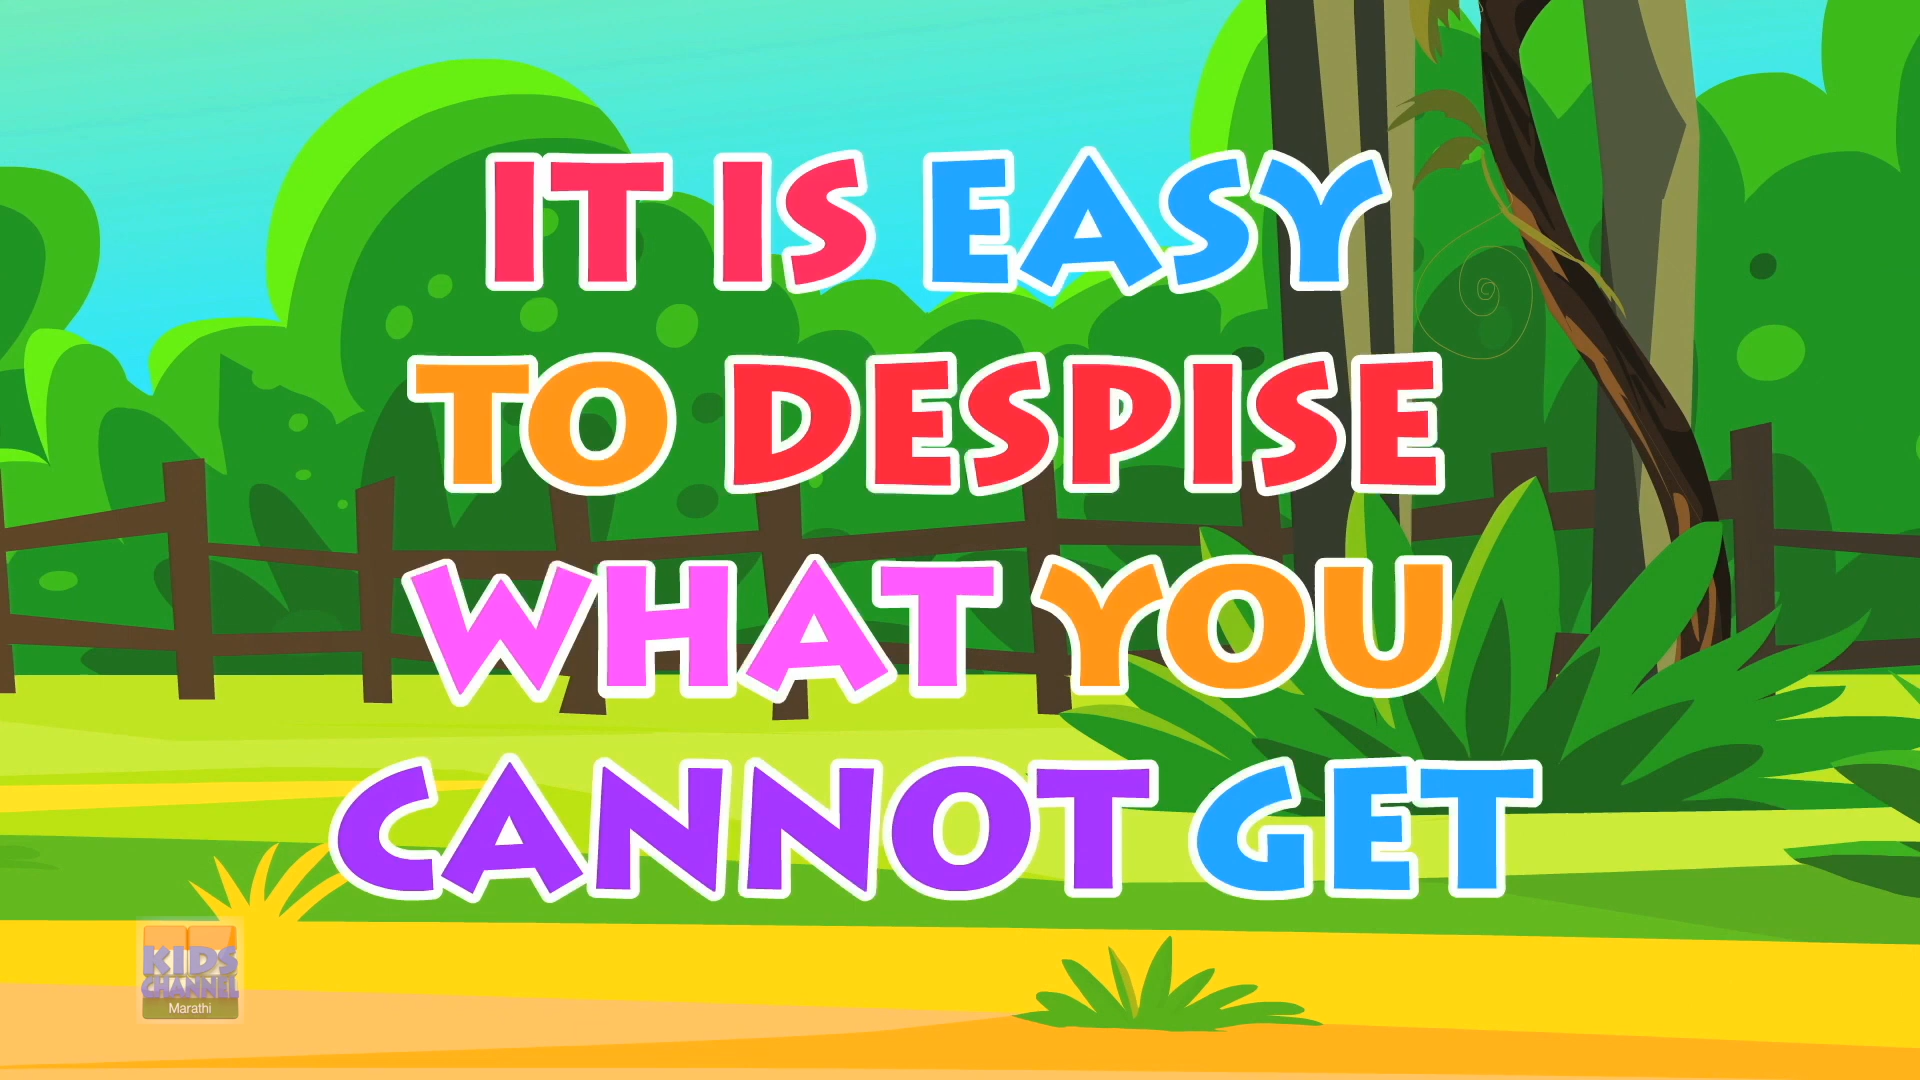 IT IS EASY
TO DESPISE
WHAT YOU
CANNOT GET
KIDS
CHANNEL
Marathi